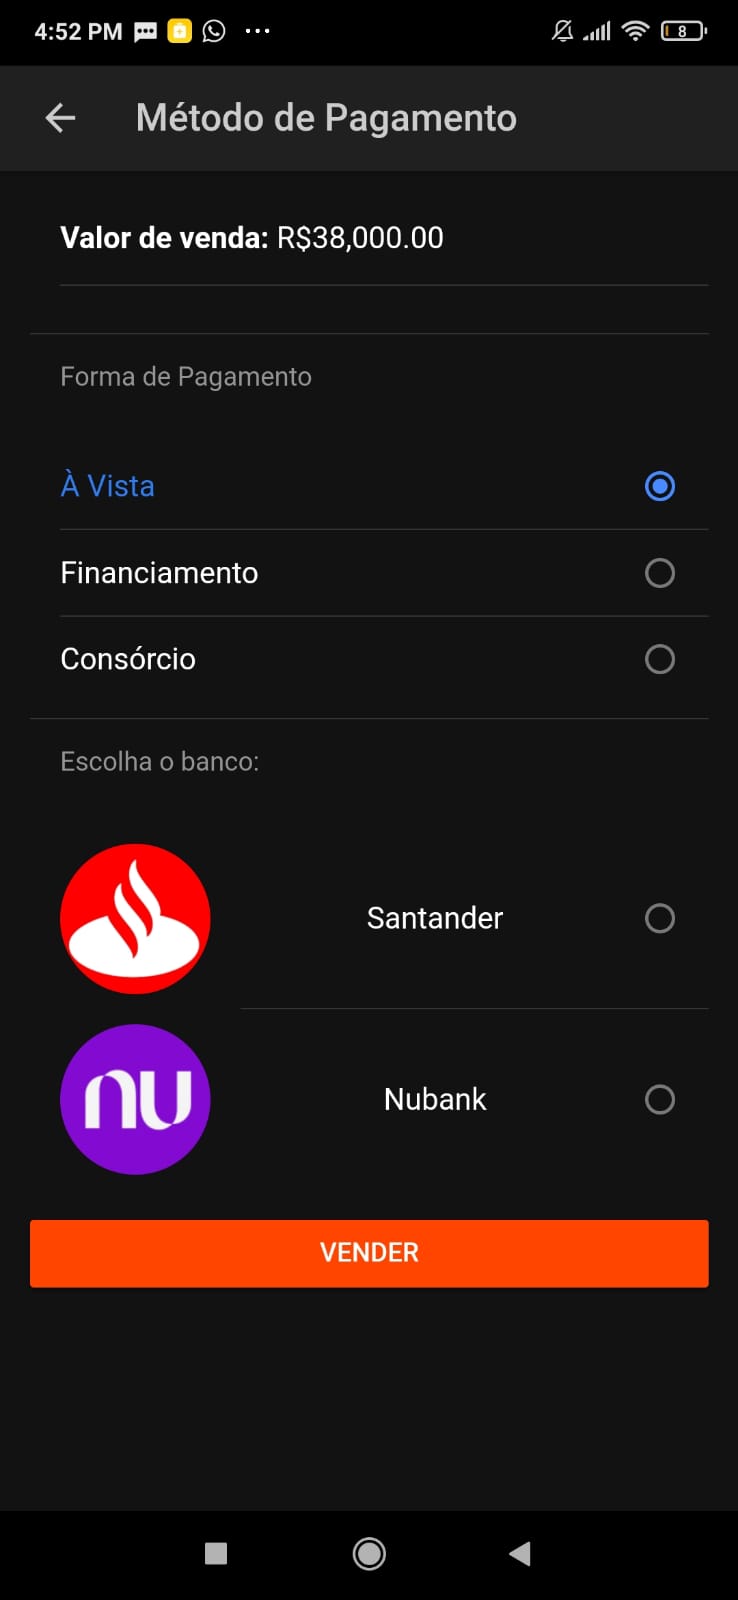 4:52 PM
8
Método de Pagamento
Valor de venda: R$38,000.00
Forma de Pagamento
À Vista
Financiamento
Consórcio
Escolha o banco:
Santander
nu
Nubank
VENDER